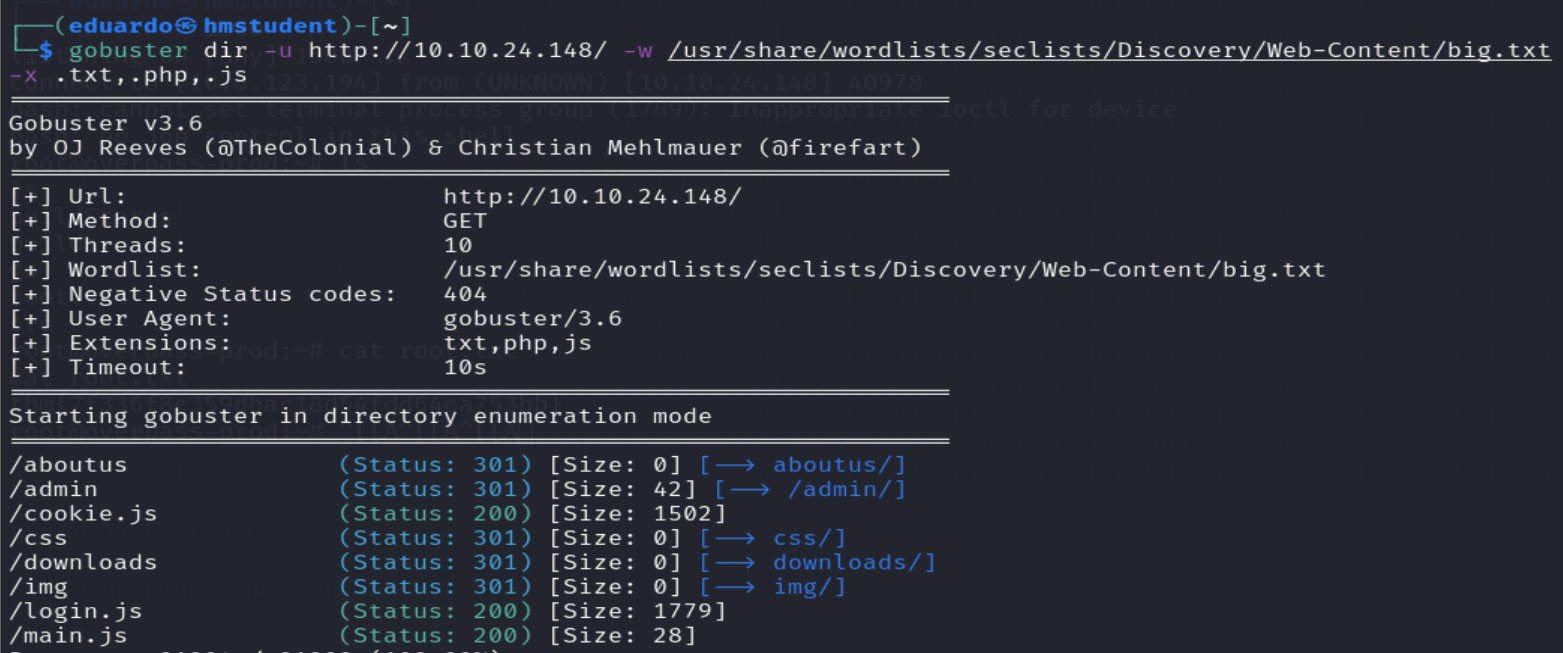 (eduardo㉿hmstudent)-[~]
$ gobuster dir -u http://10.10.24.148/ -w /usr/share/wordlists/seclists/Discovery/Web-Content/big.txt
-x .txt,.php,.js
Gobuster v3.6
by OJ Reeves (@TheColonial) & Christian Mehlmauer (@firefart)
[+] Url: http://10.10.24.148/
[+] Method: GET
[+] Threads: 10
[+] Wordlist: /usr/share/wordlists/seclists/Discovery/Web-Content/big.txt
[+] Negative Status codes: 404
[+] User Agent: gobuster/3.6
[+] Extensions: txt,php,js
[+] Timeout: 10s
Starting gobuster in directory enumeration mode
/aboutus (Status: 301) [Size: 0] [--> aboutus/]
/admin (Status: 301) [Size: 42] [--> /admin/]
/cookie.js (Status: 200) [Size: 1502]
/css (Status: 301) [Size: 0] [--> css/]
/downloads (Status: 301) [Size: 0] [--> downloads/]
/img (Status: 301) [Size: 0] [--> img/]
/login.js (Status: 200) [Size: 1779]
/main.js (Status: 200) [Size: 28]